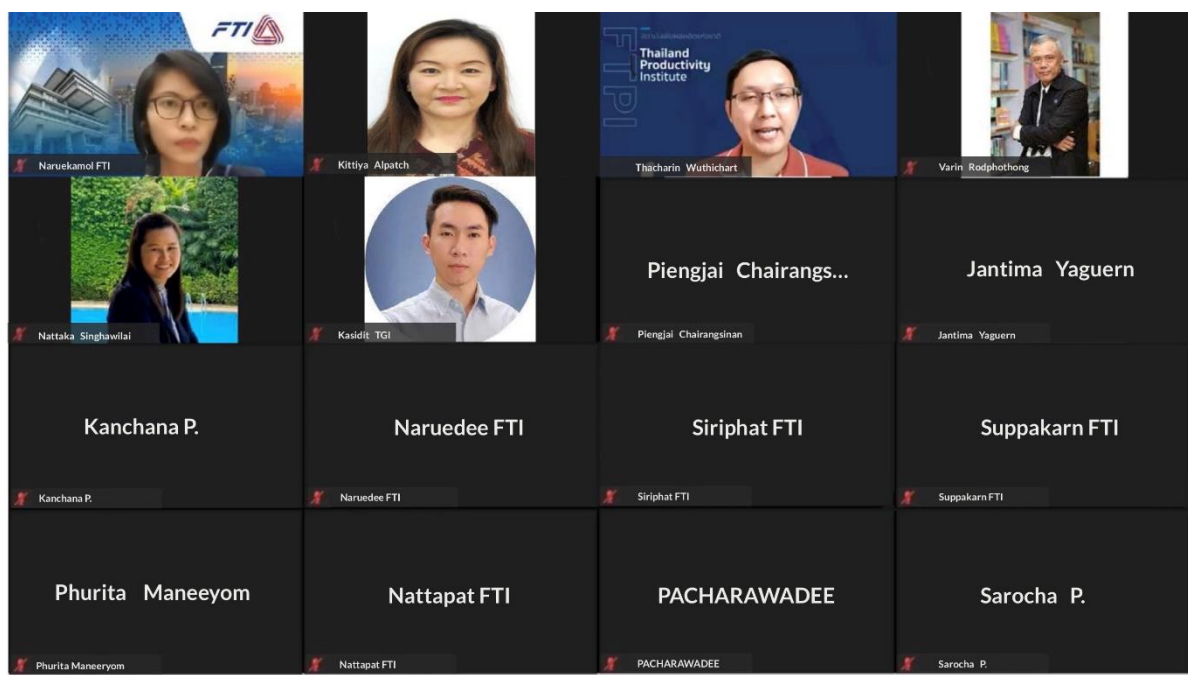 FTI
Naruekamol FTI
Kittiya Alpatch
FTPI
Thailand
Productivity
Institute
Thacharin Wuthichart
Varin Rodphothong
Nattaka Singhawilai
Kasidit TGI
Piengjai Chairangs...
Piengjai Chairangsinan
Jantima Yaguern
Jantima Yaguern
Kanchana P.
Kanchana P.
Naruedee FTI
Naruedee FTI
Siriphat FTI
Siriphat FTI
Suppakarn FTI
Suppakarn FTI
Phurita Maneeyom
Phurita Maneeryom
Nattapat FTI
Nattapat FTI
PACHARAWADEE
PACHARAWADEE
Sarocha P.
Sarocha P.